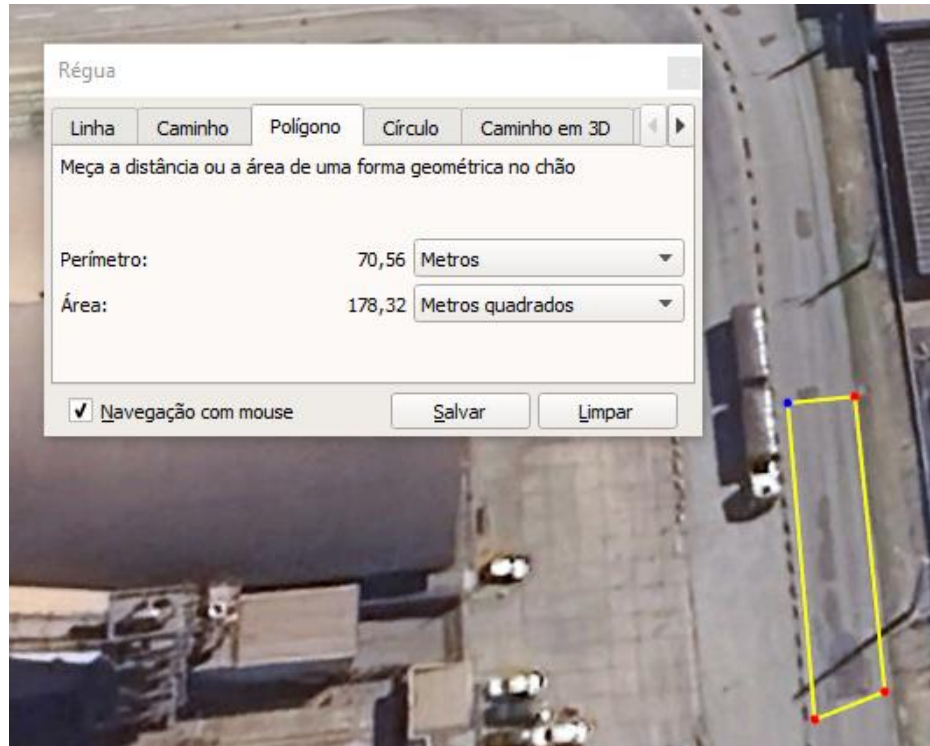 Régua
Linha Caminho Polígono Círculo Caminho em 3D
Meça a distância ou a área de uma forma geométrica no chão
Perímetro: 70,56 Metros
Área: 178,32 Metros quadrados
Navegação com mouse Salvar Limpar